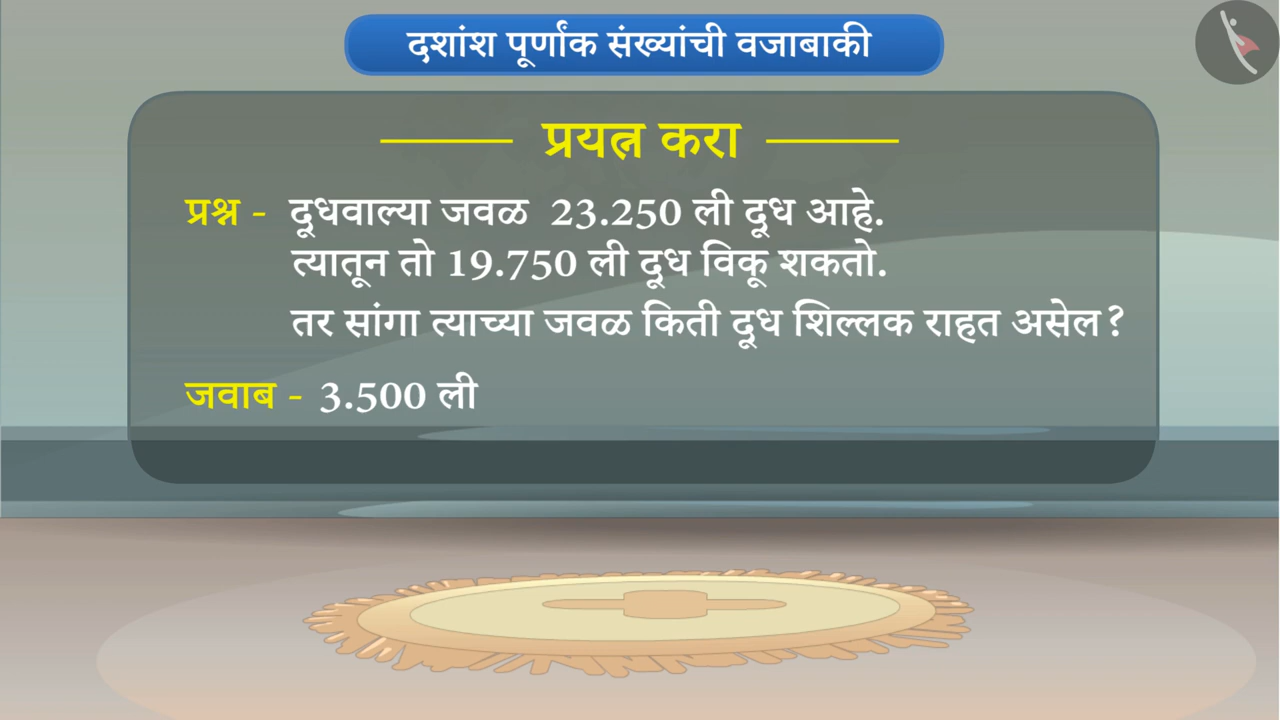 दशांश पूर्णांक संख्यांची वजाबाकी
प्रयत्न करा
प्रश्न - दूधवाल्या जवळ 23.250 ली दूध आहे.
त्यातून तो 19.750 ली दूध विकू शकतो.
तर सांगा त्याच्या जवळ किती दूध शिल्लक राहत असेल?
जवाब - 3.500 ली